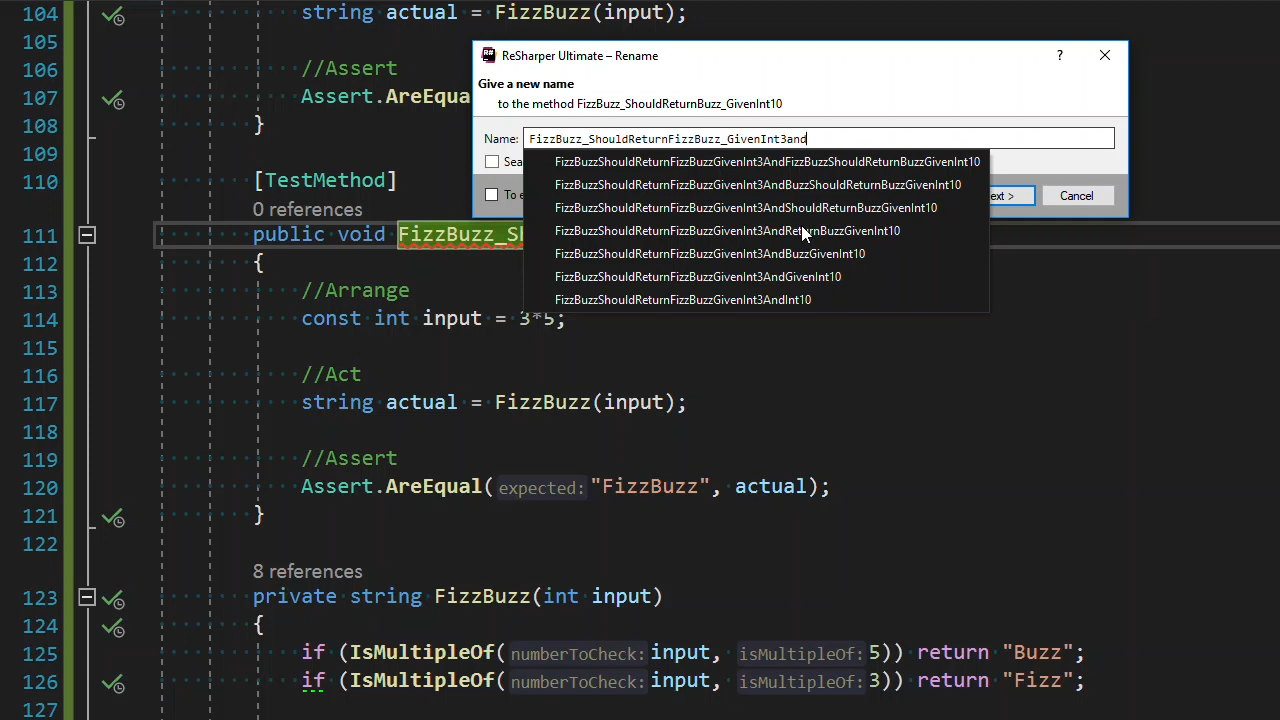 104 string actual = FizzBuzz(input);
105
106 //Assert
107 Assert.AreEqua
108 }
109
110 [TestMethod]
0 references
111 public void FizzBuzz_Sh
112 {
113 //Arrange
114 const int input = 3*5;
115
116 //Act
117 string actual = FizzBuzz(input);
118
119 //Assert
120 Assert.AreEqual(expected: "FizzBuzz", actual);
121 }
122
8 references
123 private string FizzBuzz(int input)
124 {
125 if (IsMultipleOf(numberToCheck: input, isMultipleOf: 5)) return "Buzz";
126 if (IsMultipleOf(numberToCheck: input, isMultipleOf: 3)) return "Fizz";
127
R# ReSharper Ultimate – Rename ?
Give a new name
to the method FizzBuzz_ShouldReturnBuzz_GivenInt10
Name: FizzBuzz_ShouldReturnFizzBuzz_GivenInt3and
Sea
FizzBuzzShouldReturnFizzBuzzGivenInt3AndFizzBuzzShouldReturnBuzzGivenInt10
FizzBuzzShouldReturnFizzBuzzGivenInt3AndBuzzShouldReturnBuzzGivenInt10
To e
ext > Cancel
FizzBuzzShouldReturnFizzBuzzGivenInt3AndShouldReturnBuzzGivenInt10
FizzBuzzShouldReturnFizzBuzzGivenInt3AndReturnBuzzGivenInt10
FizzBuzzShouldReturnFizzBuzzGivenInt3AndBuzzGivenInt10
FizzBuzzShouldReturnFizzBuzzGivenInt3AndGivenInt10
FizzBuzzShouldReturnFizzBuzzGivenInt3AndInt10